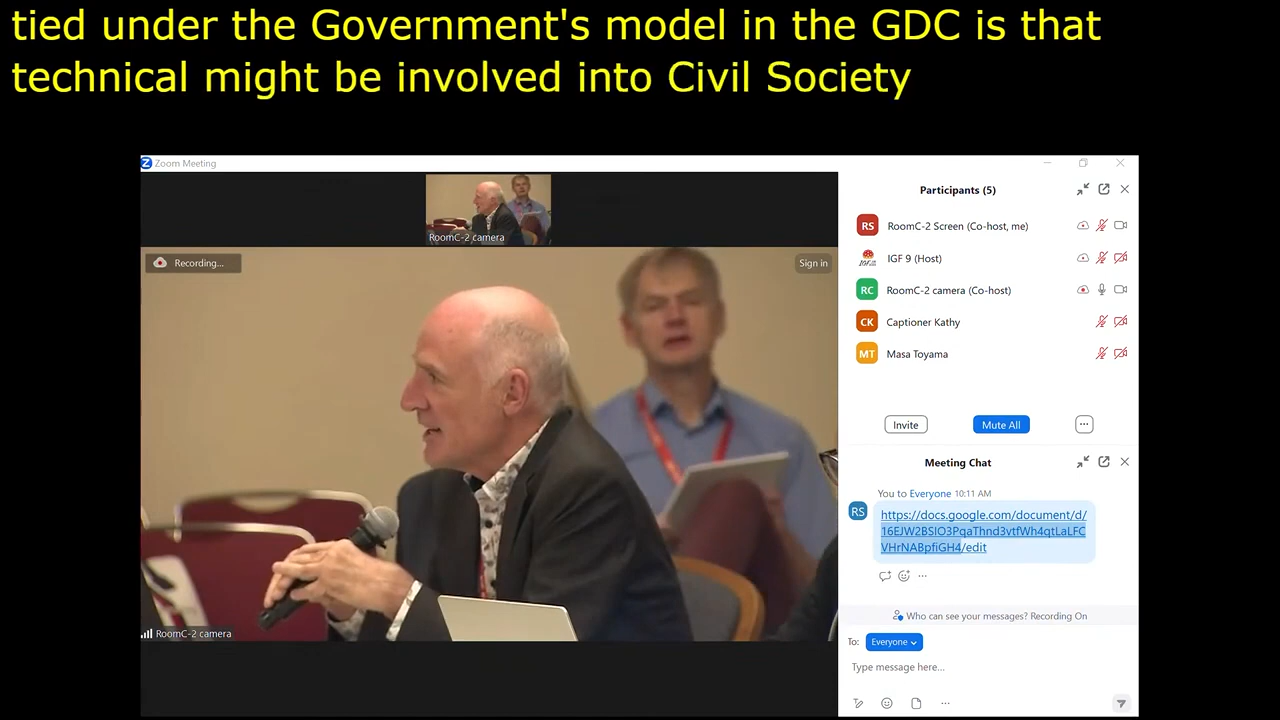 tied under the Government's model in the GDC is that
technical might be involved into Civil Society
Zoom Meeting
RoomC-2 camera
Recording...
Sign in
RoomC-2 camera
Participants (5)
RS RoomC-2 Screen (Co-host, me)
IGF 9 (Host)
RC RoomC-2 camera (Co-host)
CK Captioner Kathy
MT Masa Toyama
Invite
Mute All
Meeting Chat
You to Everyone 10:11 AM
RS
https://docs.google.com/document/d/
16EJW2BSIO3PqaThnd3vtfWh4qtLaLFC
VHrNABpfiGH4/edit
Who can see your messages? Recording On
To: Everyone
Type message here...